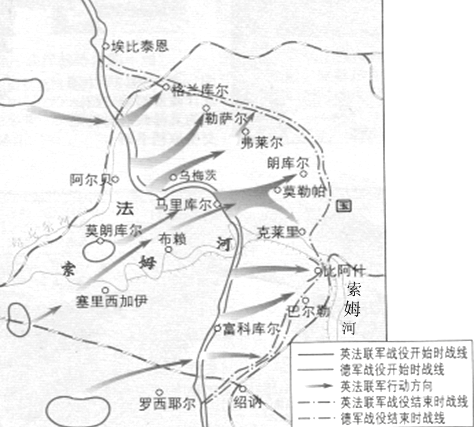 埃比泰恩
格兰库尔
勒萨尔
弗莱尔
朗库尔
阿尔贝
乌梅茨
莫勒帕
法
马里库尔
国
莫朗库尔
布赖
河
克莱里
索
姆
比阿什
塞里西加伊
巴尔勒
索
姆
河
富科库尔
罗西耶尔
绍讷
英法联军战役开始时战线
德军战役开始时战线
英法联军行动方向
英法联军战役结束时战线
德军战役结束时战线